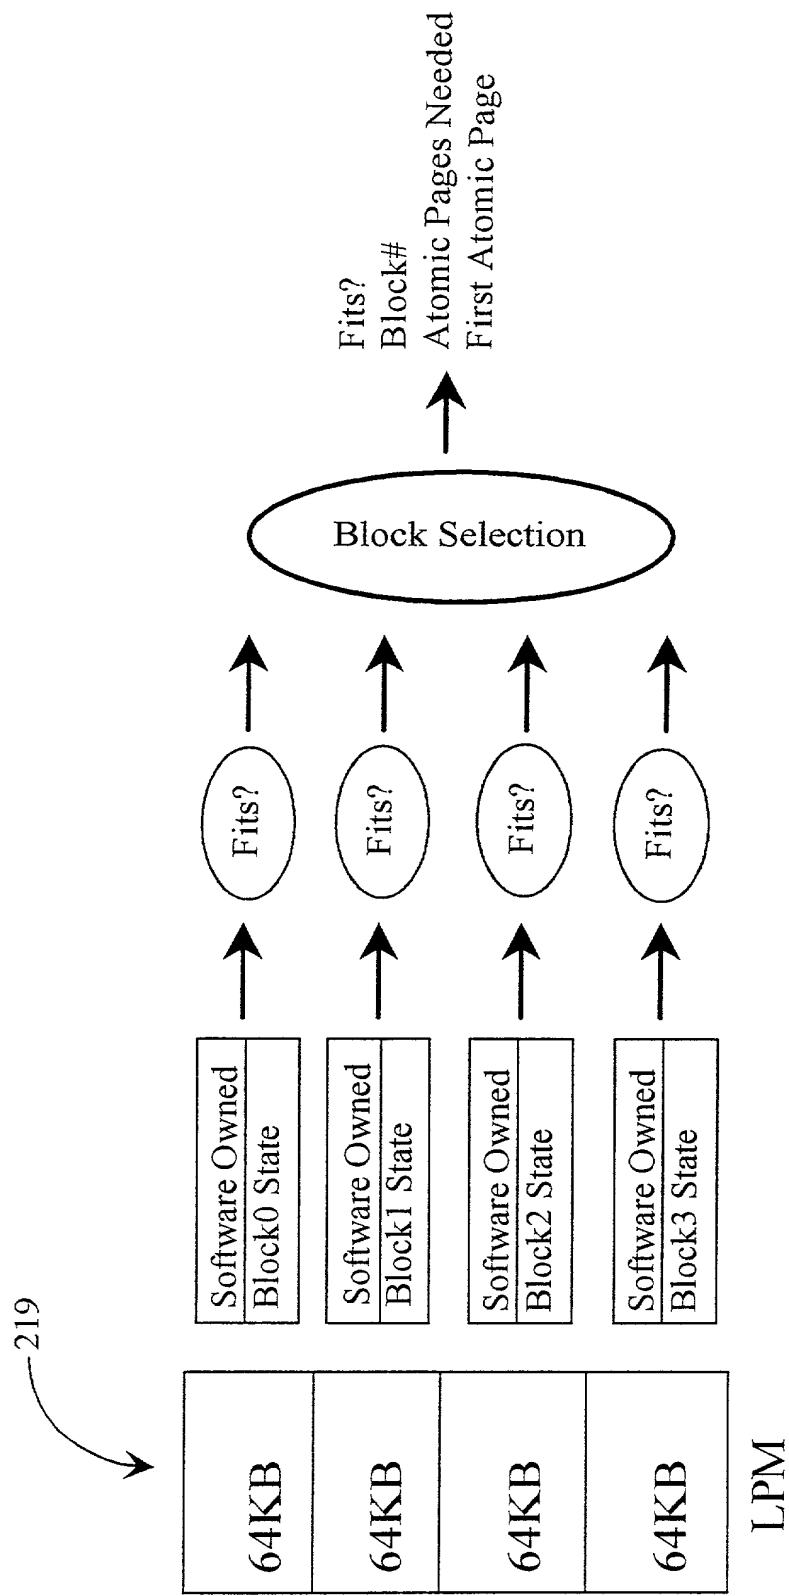 219
64KB
64KB
64KB
64KB
LPM
Software Owned
Block0 State
Software Owned
Block1 State
Software Owned
Block2 State
Software Owned
Block3 State
Fits?
Fits?
Fits?
Fits?
Block Selection
Fits?
Block#
Atomic Pages Needed
First Atomic Page